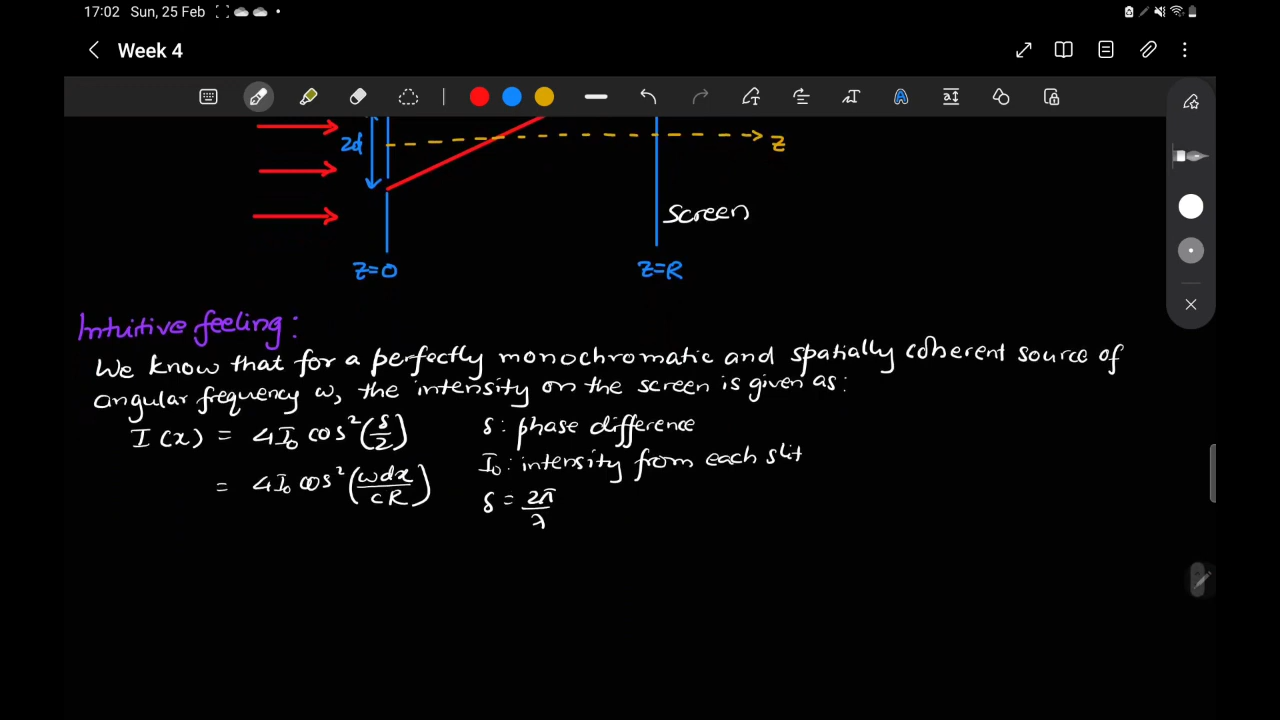 17:02 Sun, 25 Feb
Week 4
2d
z
Screen
z=0
z=R
Intuitive feeling:
We know that for a perfectly monochromatic and spatially coherent source of
angular frequency ω, the intensity on the screen is given as:
I(x) = 4I₀ cos²(δ/2)
δ: phase difference
I₀: intensity from each slit
= 4I₀ cos²(ωdx/cR)
δ = 2π/λ